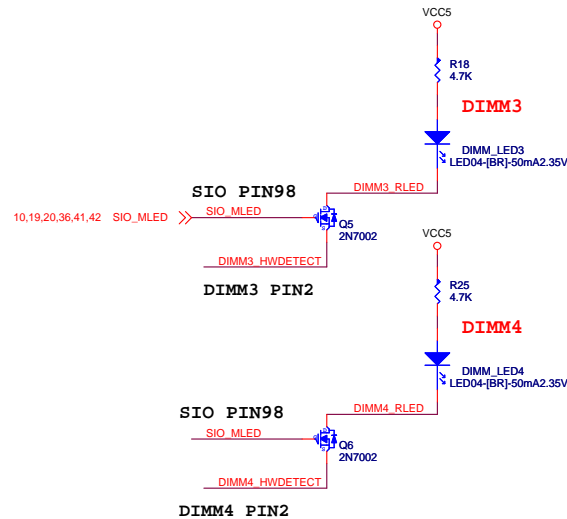 VCC5
R18
4.7K
DIMM3
DIMM_LED3
LED04-[BR]-50mA2.35V
DIMM3_RLED
SIO PIN98
10,19,20,36,41,42 SIO_MLED
SIO_MLED
Q5
2N7002
DIMM3_HWDETECT
DIMM3 PIN2
VCC5
R25
4.7K
DIMM4
DIMM_LED4
LED04-[BR]-50mA2.35V
DIMM4_RLED
SIO PIN98
SIO_MLED
Q6
2N7002
DIMM4_HWDETECT
DIMM4 PIN2